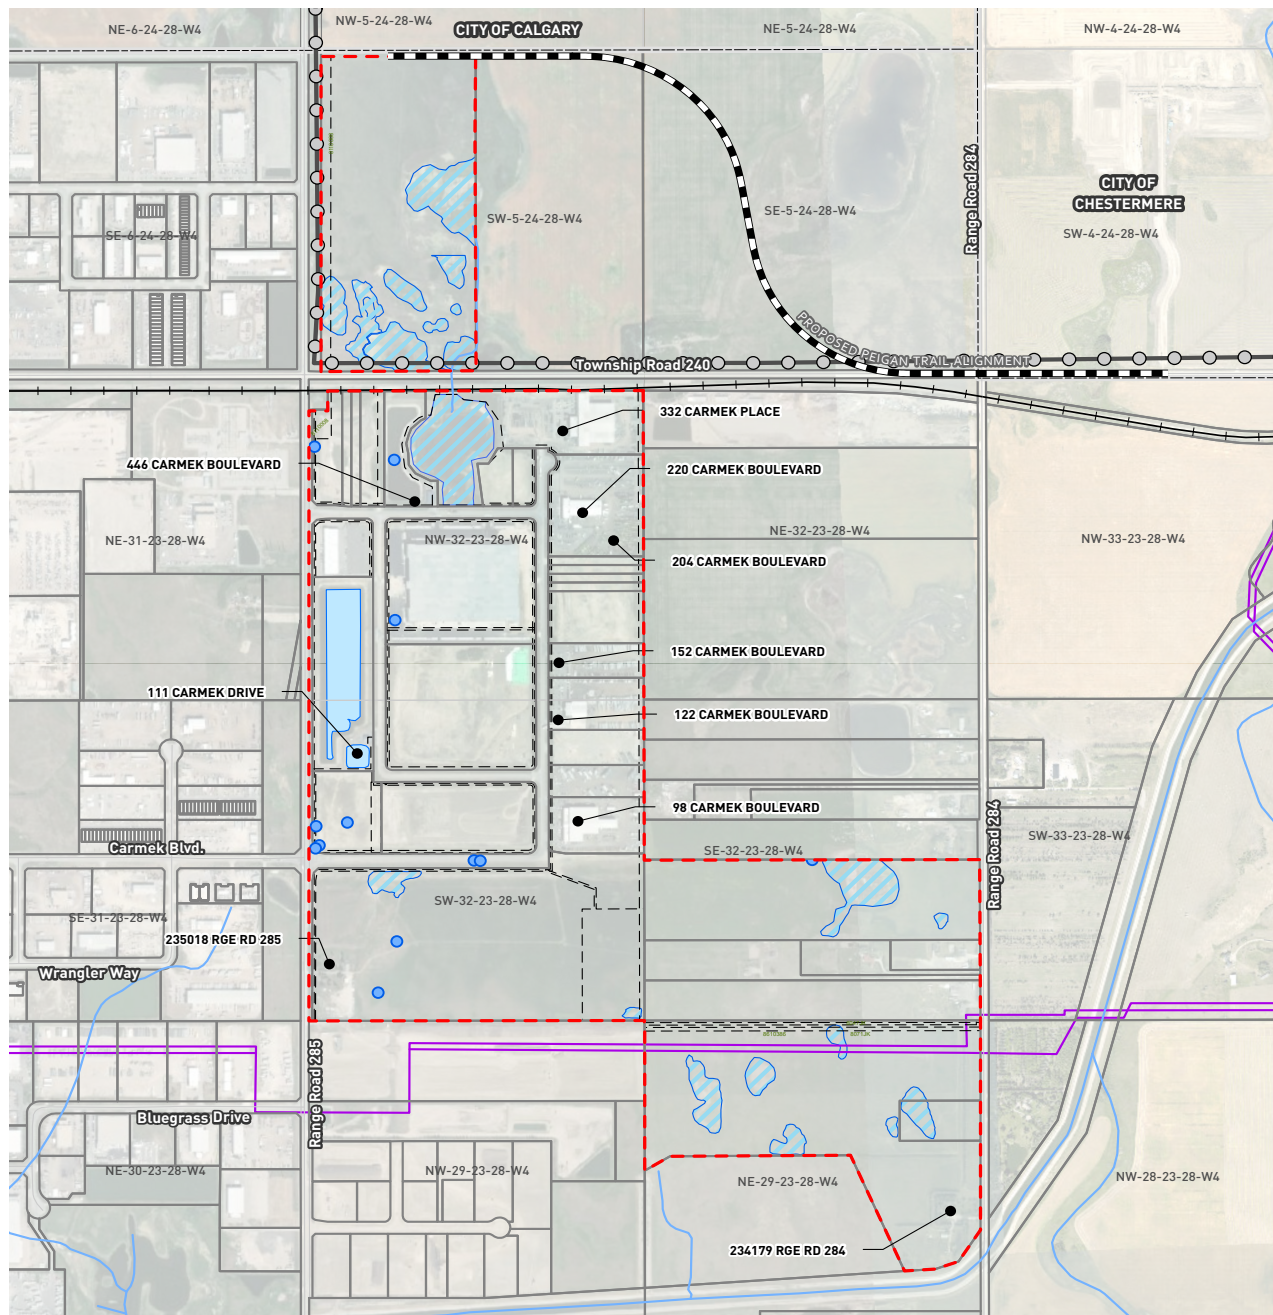 NE-6-24-28-W4
NW-5-24-28-W4
CITY OF CALGARY
NE-5-24-28-W4
NW-4-24-28-W4
Range Road 284
CITY OF
CHESTERMERE
SE-6-24-28-W4
SW-5-24-28-W4
SE-5-24-28-W4
SW-4-24-28-W4
PROPOSED PEIGAN TRAIL ALIGNMENT
Township Road 240
332 CARMEK PLACE
446 CARMEK BOULEVARD
220 CARMEK BOULEVARD
NE-31-23-28-W4
NW-32-23-28-W4
NE-32-23-28-W4
NW-33-23-28-W4
204 CARMEK BOULEVARD
152 CARMEK BOULEVARD
111 CARMEK DRIVE
122 CARMEK BOULEVARD
98 CARMEK BOULEVARD
Range Road 284
Carmek Blvd.
SE-32-23-28-W4
SW-33-23-28-W4
SE-31-23-28-W4
SW-32-23-28-W4
235018 RGE RD 285
Wrangler Way
Range Road 285
Bluegrass Drive
NE-30-23-28-W4
NW-29-23-28-W4
NE-29-23-28-W4
NW-28-23-28-W4
234179 RGE RD 284